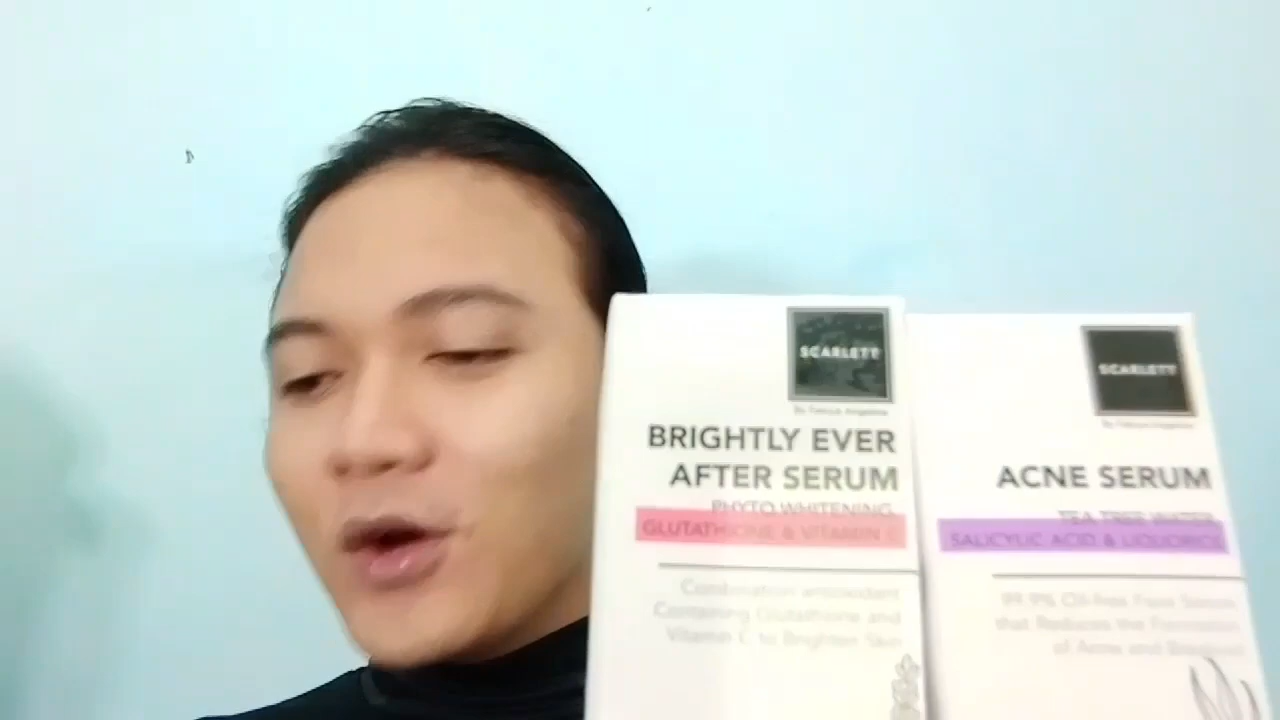 SCARLETT
BRIGHTLY EVER
AFTER SERUM
PHYTO WHITENING,
GLUTATHIONE & VITAMIN C
Combination antioxidant
Containing Glutathione and
Vitamin C to Brighten Skin
SCARLETT
ACNE SERUM
TEA TREE WATER
SALICYLIC ACID & LIQUORICE
99.9% Oil-free Face Serum
that Reduces the Formation
of Acne and